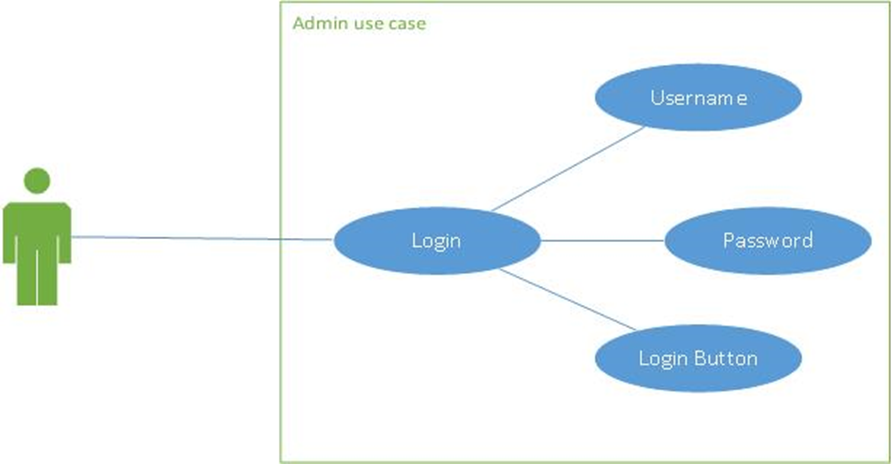 Admin use case
Username
Login
Password
Login Button